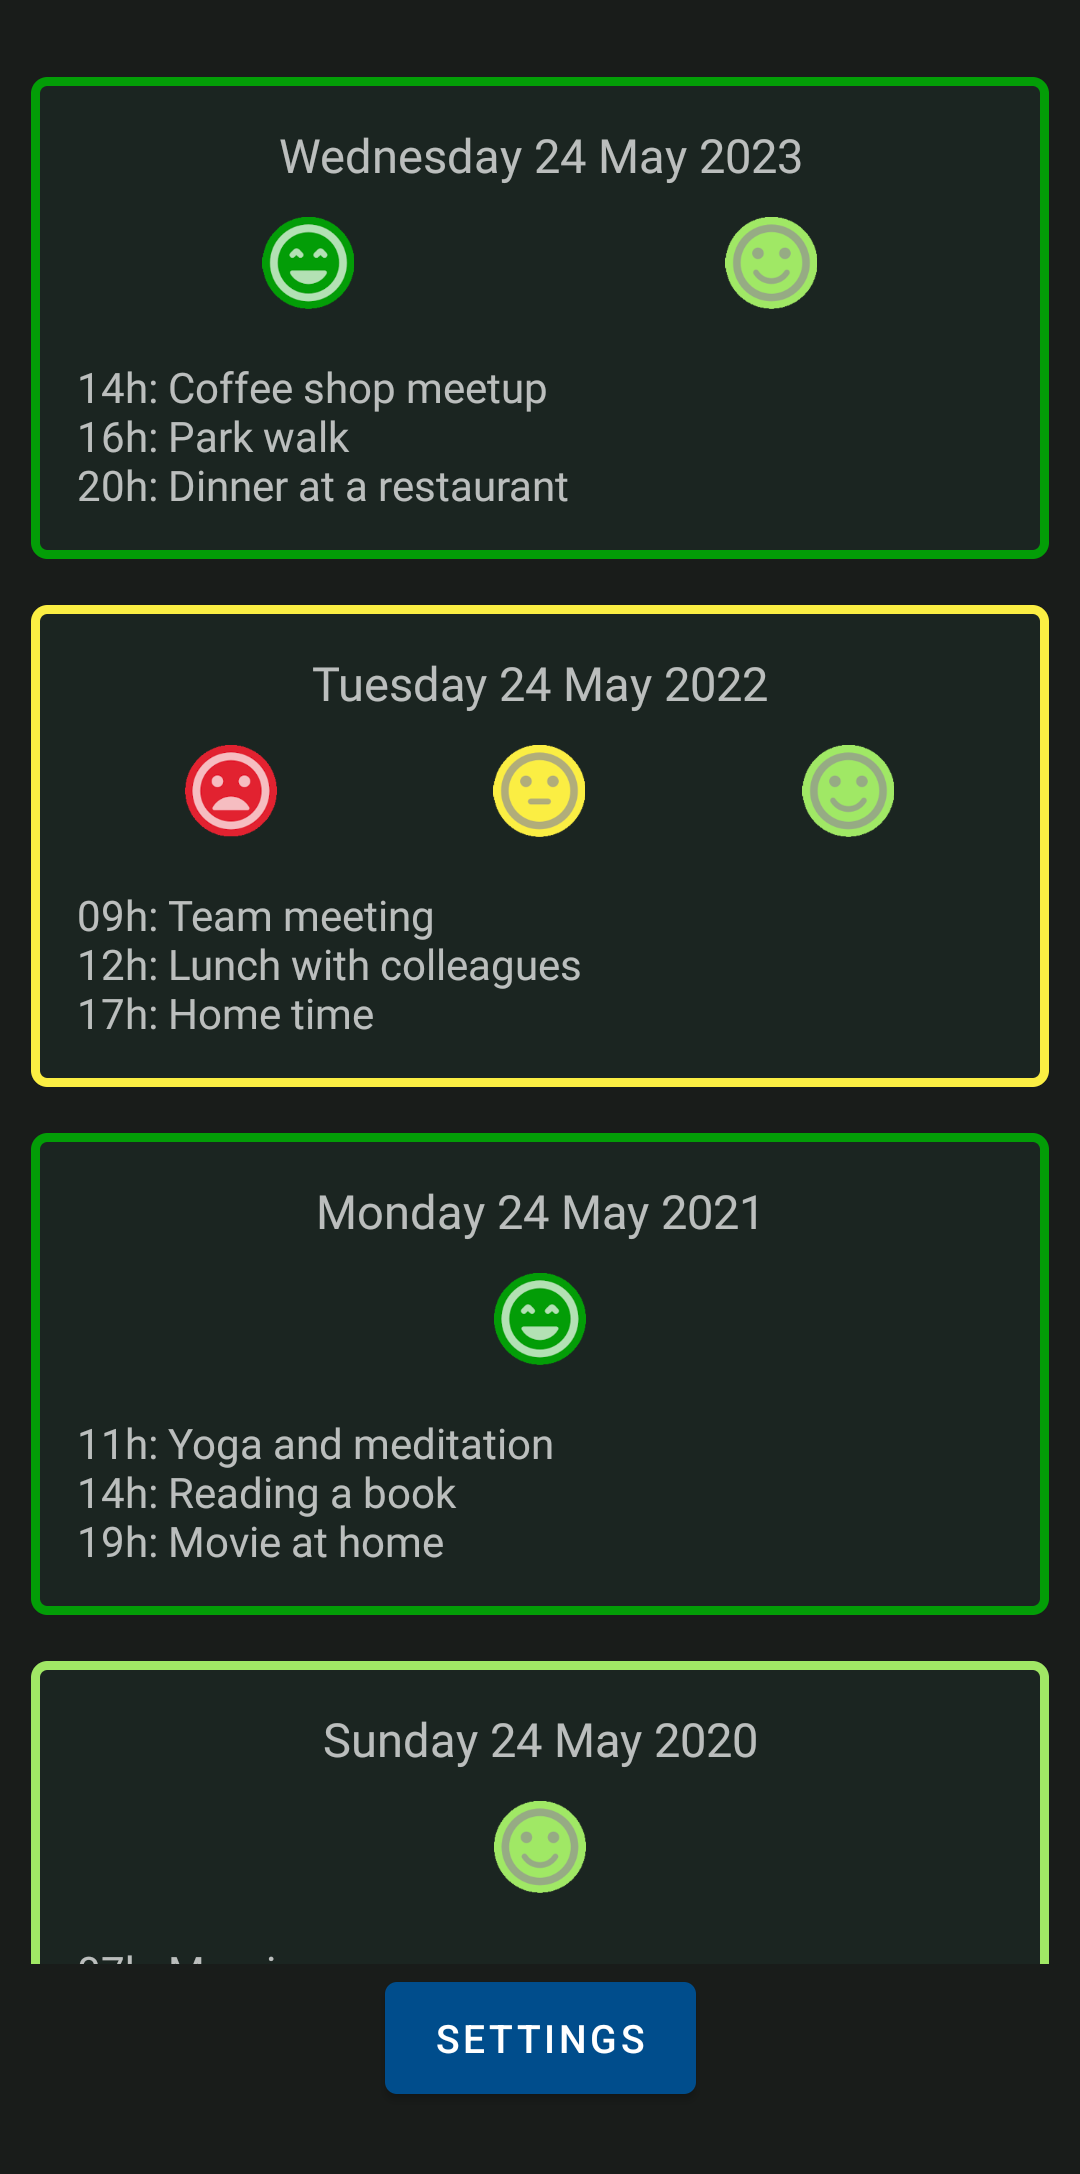 Wednesday 24 May 2023
14h: Coffee shop meetup
16h: Park walk
20h: Dinner at a restaurant
Tuesday 24 May 2022
09h: Team meeting
12h: Lunch with colleagues
17h: Home time
Monday 24 May 2021
11h: Yoga and meditation
14h: Reading a book
19h: Movie at home
Sunday 24 May 2020
SETTINGS